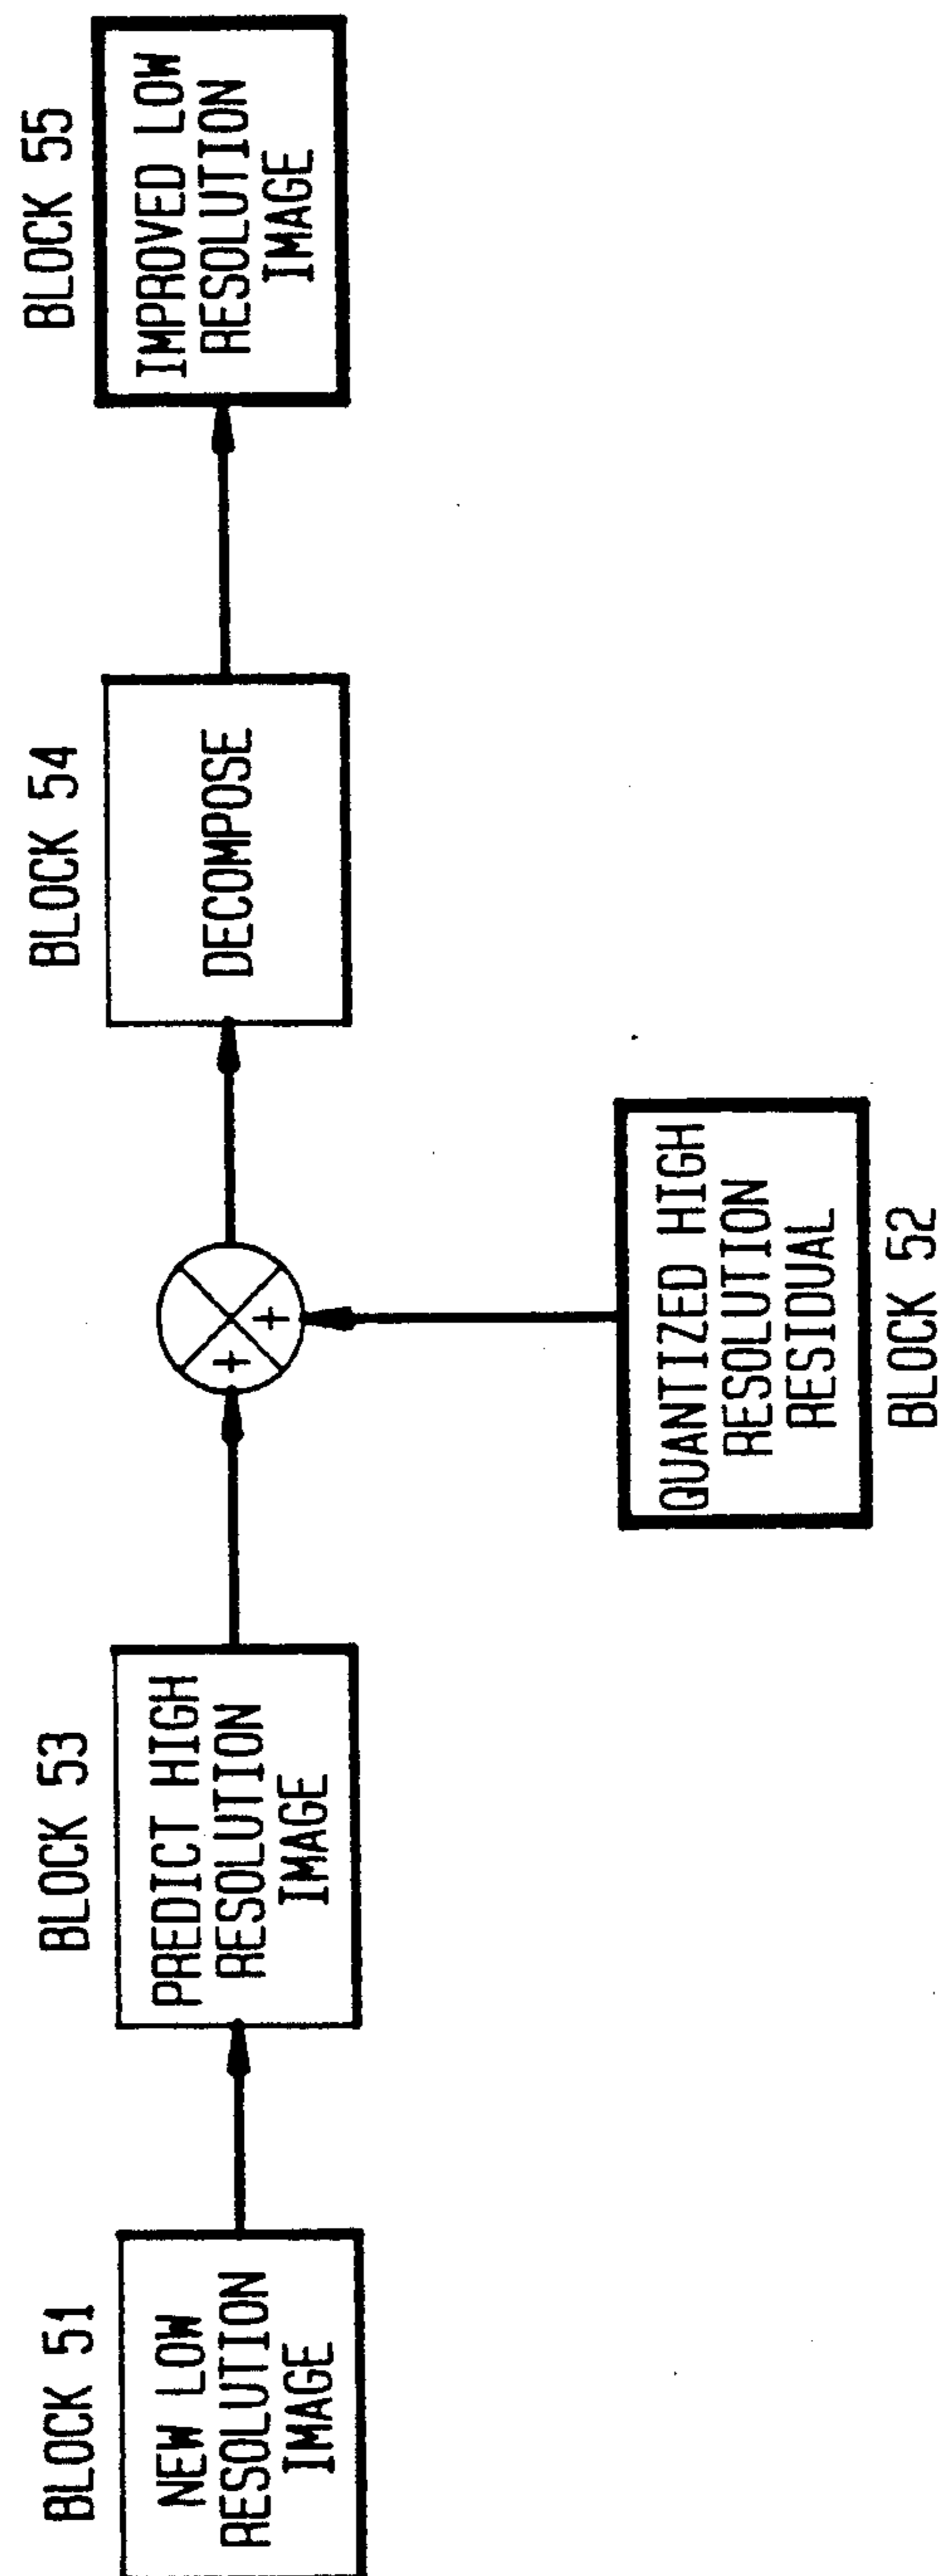 BLOCK 51
NEW LOW
RESOLUTION
IMAGE
BLOCK 53
PREDICT HIGH
RESOLUTION
IMAGE
+
+
QUANTIZED HIGH
RESOLUTION
RESIDUAL
BLOCK 52
BLOCK 54
DECOMPOSE
BLOCK 55
IMPROVED LOW
RESOLUTION
IMAGE